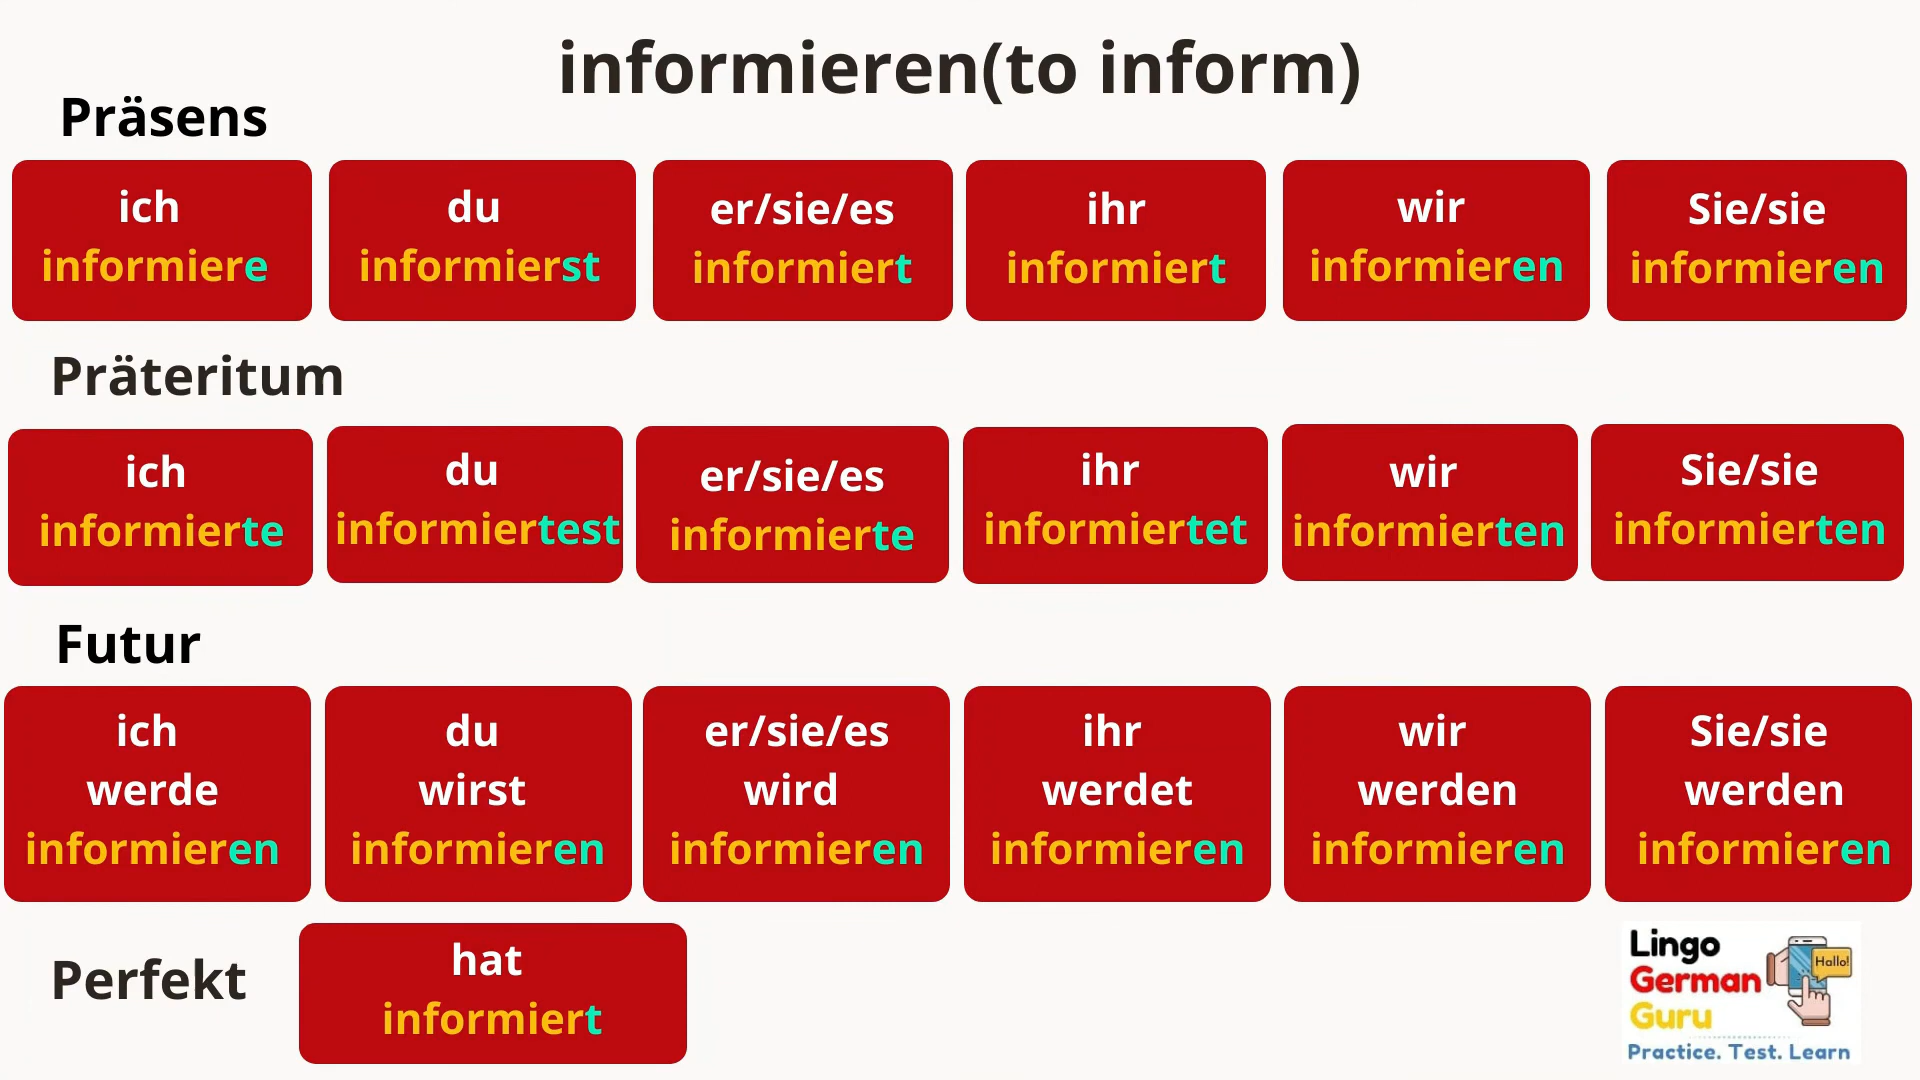 informieren(to inform)
Präsens
ich
informiere
du
informierst
er/sie/es
informiert
ihr
informiert
wir
informieren
Sie/sie
informieren
Präteritum
ich
informierte
du
informiertest
er/sie/es
informierte
ihr
informiertet
wir
informierten
Sie/sie
informierten
Futur
ich
werde
informieren
du
wirst
informieren
er/sie/es
wird
informieren
ihr
werdet
informieren
wir
werden
informieren
Sie/sie
werden
informieren
Perfekt
hat
informiert
Lingo
German
Guru
Hallo!
Practice. Test. Learn